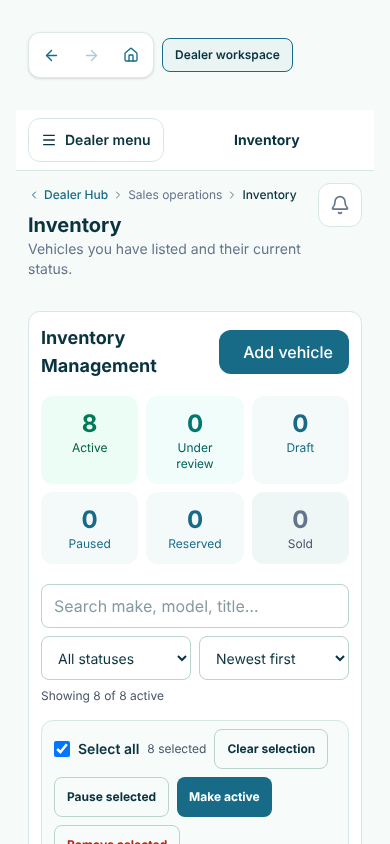 Dealer workspace
Dealer menu
Inventory
Dealer Hub
Sales operations
Inventory
Inventory
Vehicles you have listed and their current
status.
Inventory
Management
Add vehicle
8
Active
0
Under
review
0
Draft
0
Paused
0
Reserved
0
Sold
Search make, model, title...
All statuses
Newest first
Showing 8 of 8 active
Select all
8 selected
Clear selection
Pause selected
Make active
Remove selected